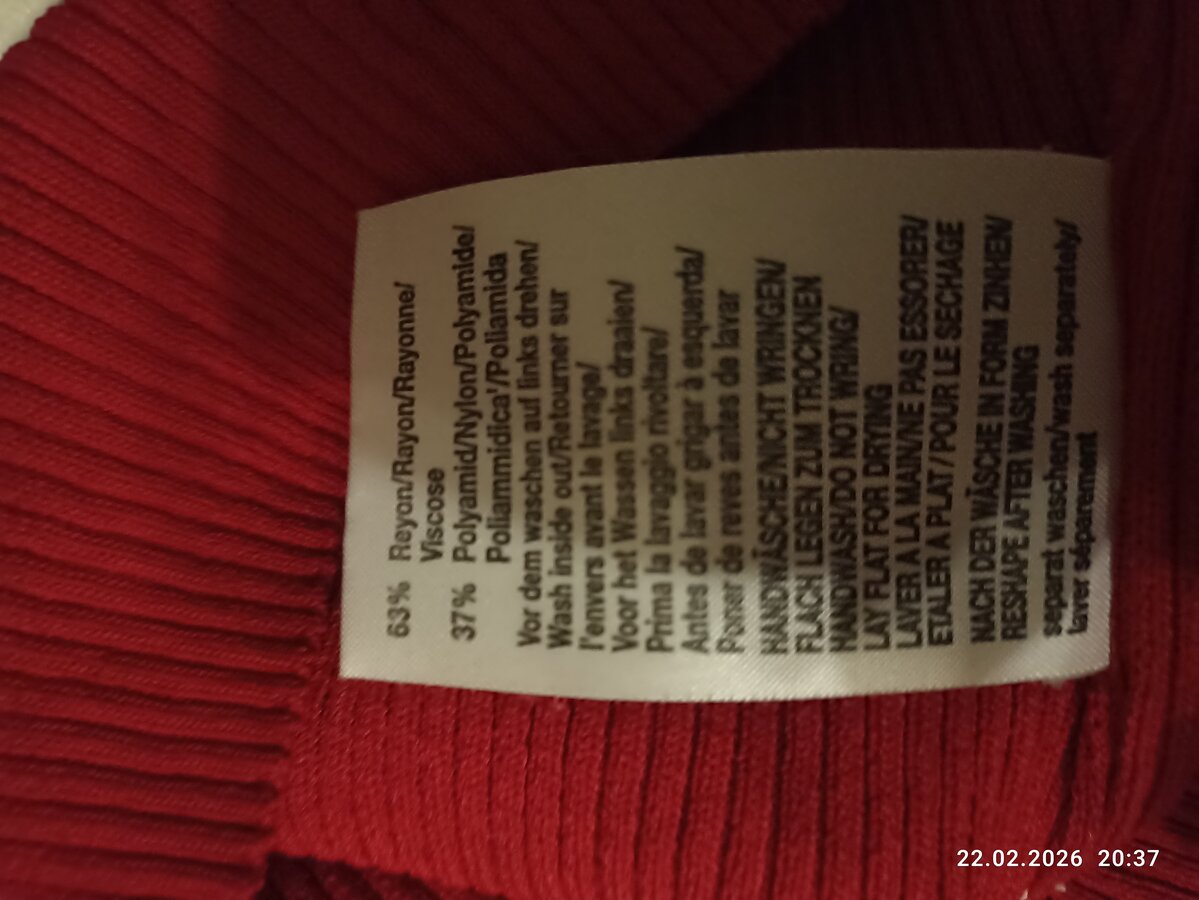 63% Reyon/Rayon/Rayonne/
Viscose
37% Polyamid/Nylon/Polyamide/
Poliammidica'/Poliamida
Vor dem waschen auf links drehen/
Wash inside out/Retourner sur
l'envers avant le lavage/
Voor het Wassen links draaien/
Prima la lavaggio rivoltare/
Antes de lavar grigar à esquerda/
Poner de reves antes de lavar
HANDWÄSCHE/NICHT WRINGEN/
FLACH LEGEN ZUM TROCKNEN
HANDWASH/DO NOT WRING/
LAY FLAT FOR DRYING
LAVER A LA MAIN/NE PAS ESSORER/
ETALER A PLAT/POUR LE SECHAGE
NACH DER WÄSCHE IN FORM ZINHEN/
RESHAPE AFTER WASHING
separat waschen/wash separately/
laver séparement
22.02.2026 20:37